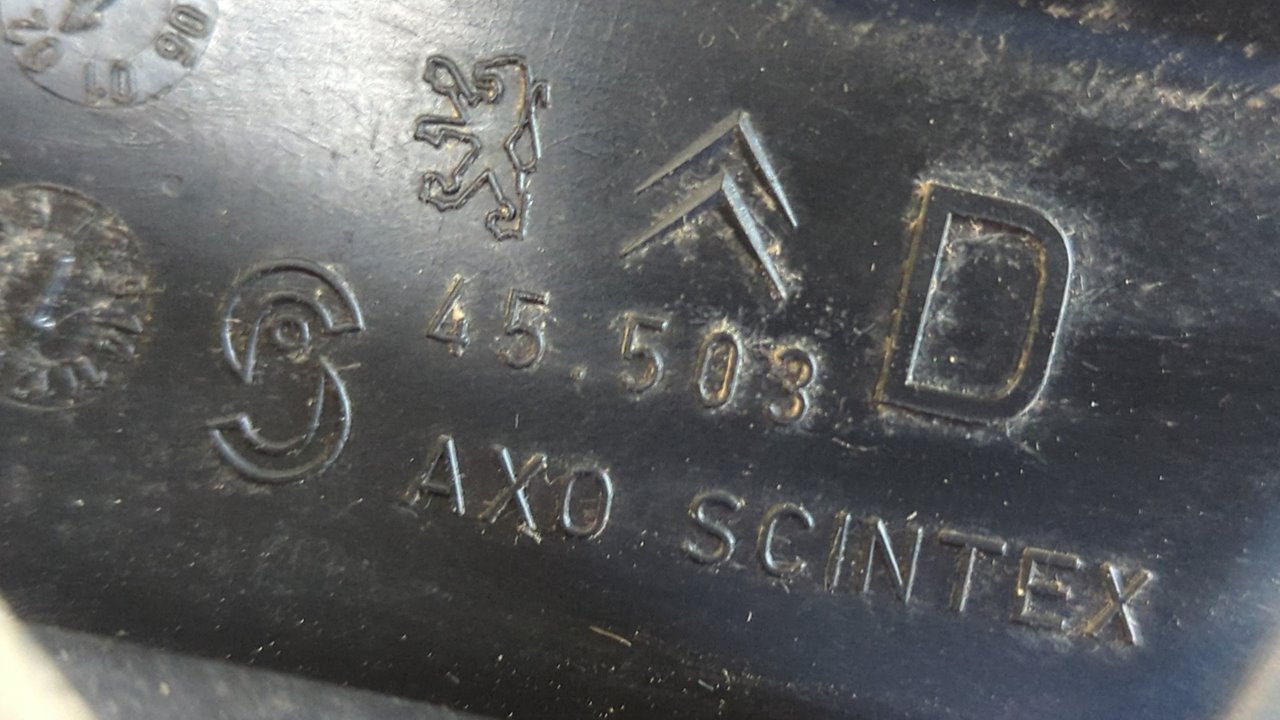 D
45.503
AXO SCINTEX